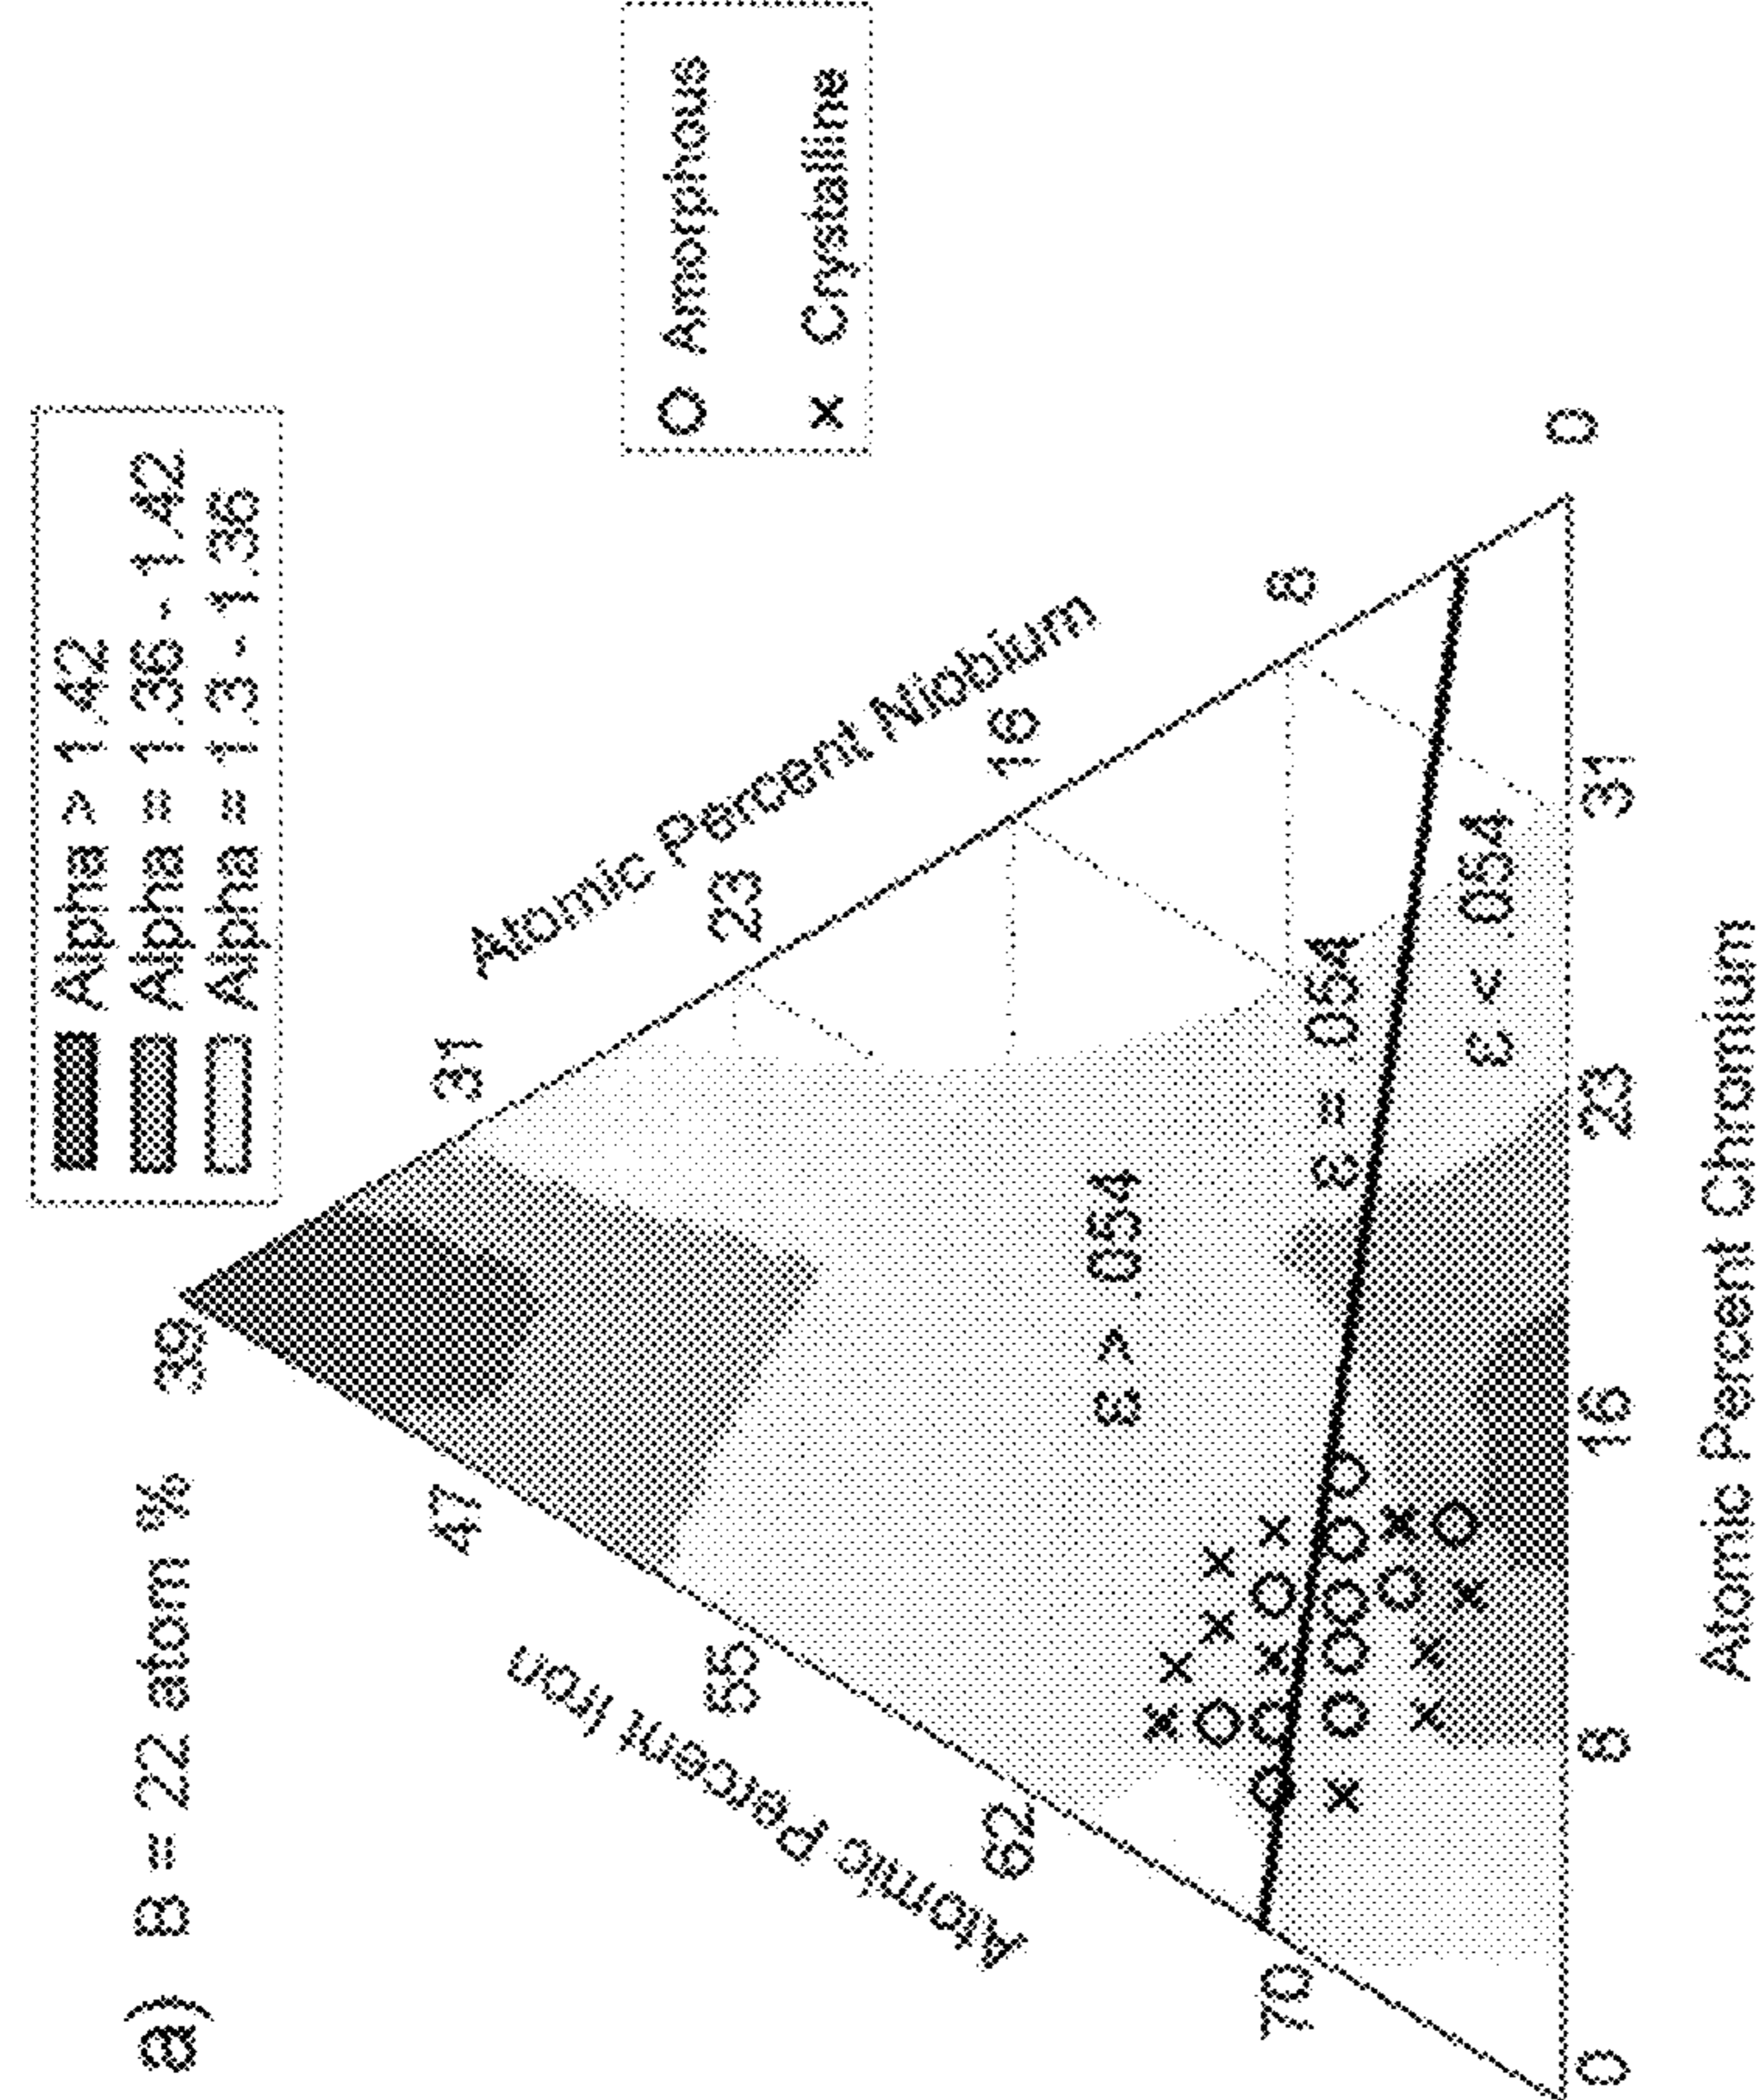 a) B = 22 atom %
Alpha > 1.42
Alpha = 1.36 - 1.42
Alpha = 1.3 - 1.36
O Amorphous
x Crystalline
39
47
55
62
70
0
Atomic Percent Iron
31
23
16
8
0
Atomic Percent Niobium
ε > .054
ε = .054
ε < .054
8
16
23
31
Atomic Percent Chromium